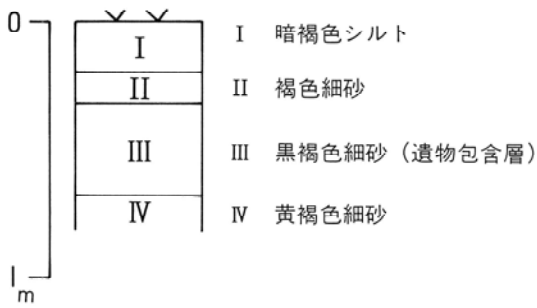 0
I I 暗褐色シルト
II II 褐色細砂
III III 黒褐色細砂（遺物包含層）
IV IV 黄褐色細砂
1m